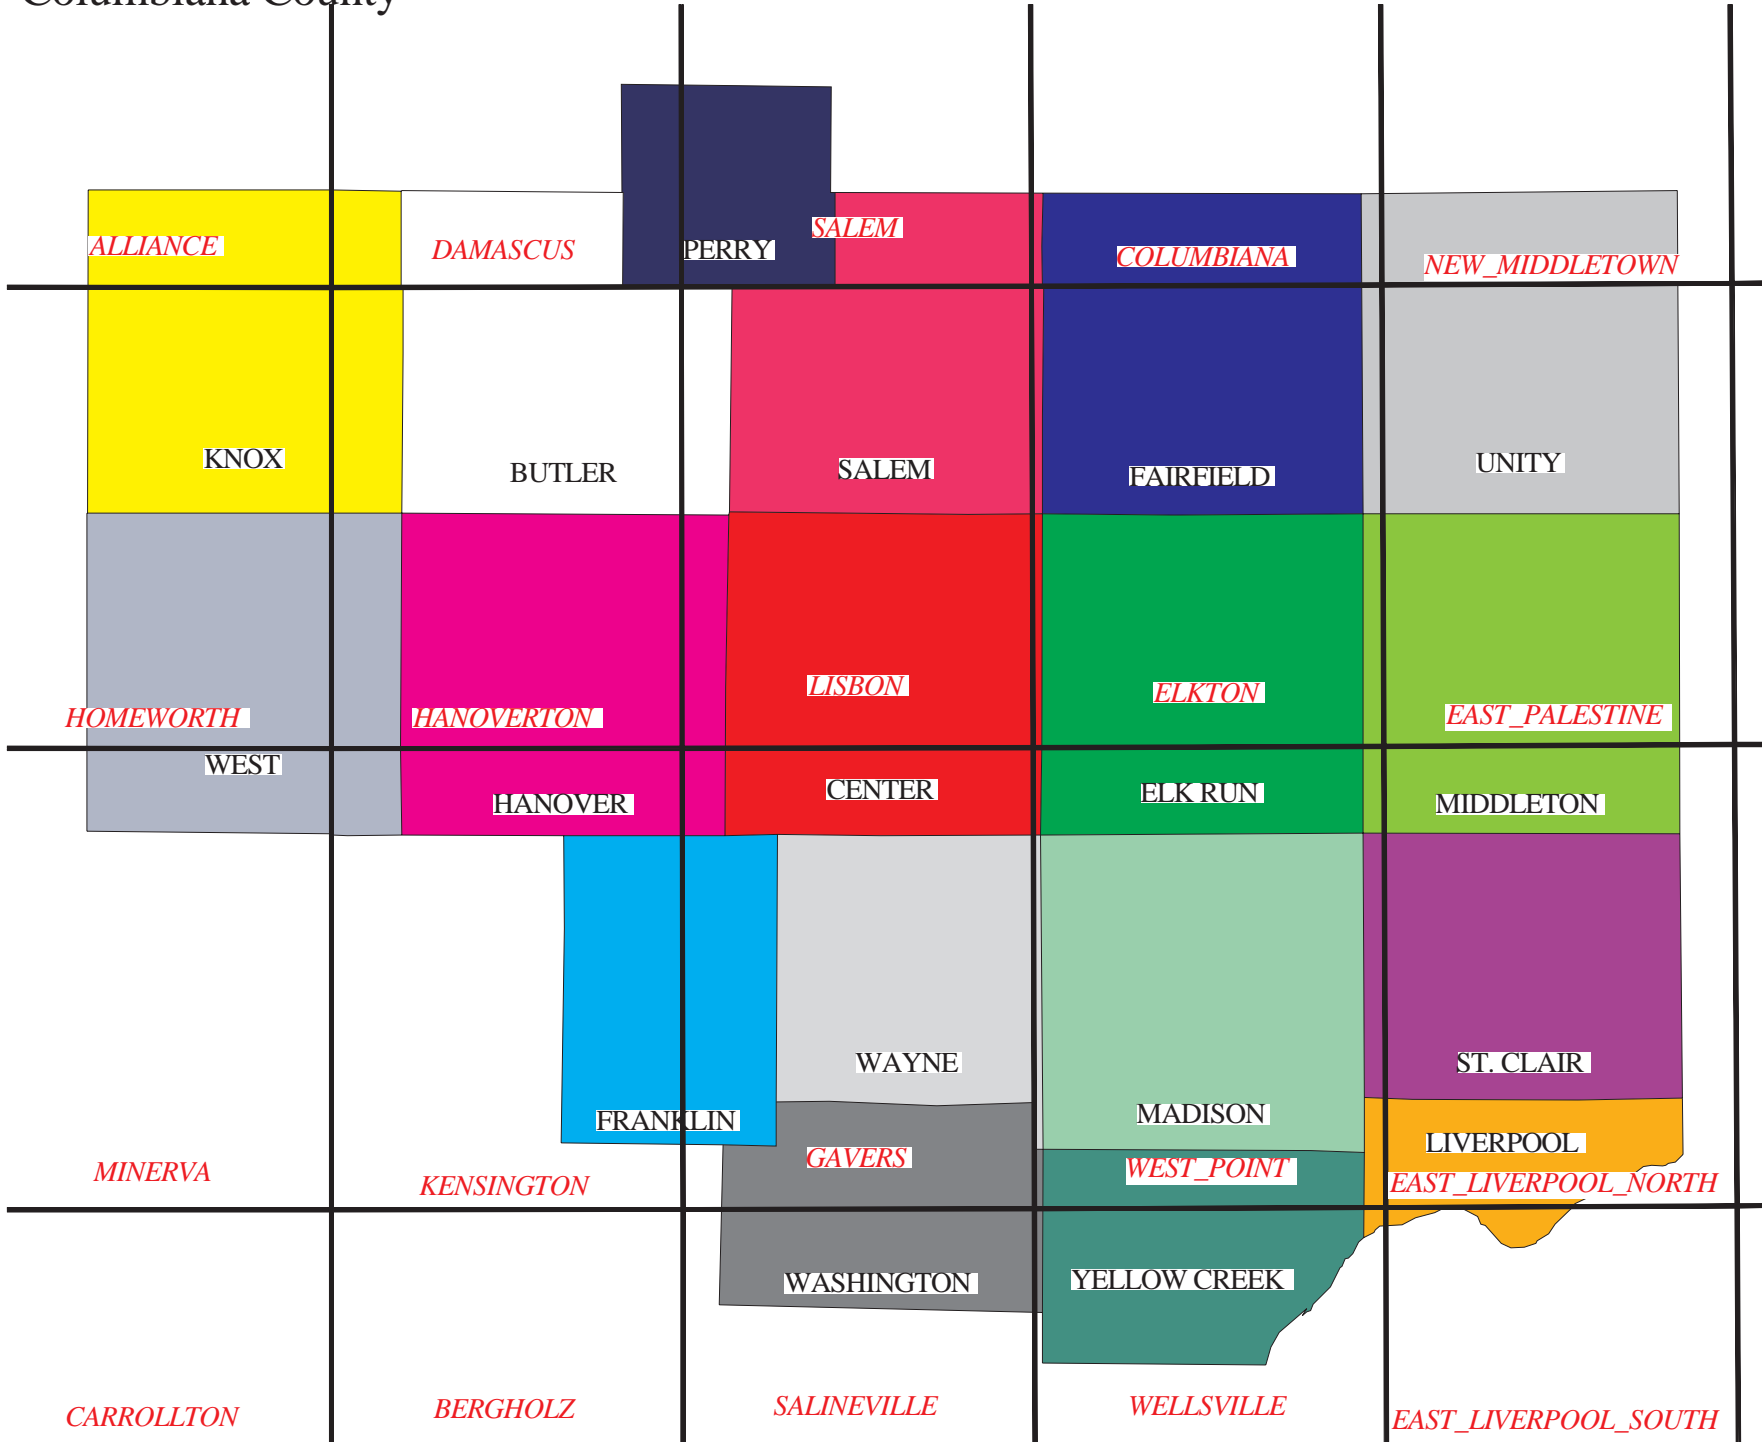 Columbiana County
SALEM
ALLIANCE
DAMASCUS
PERRY
COLUMBIANA
NEW_MIDDLETOWN
KNOX
BUTLER
SALEM
FAIRFIELD
UNITY
LISBON
ELKTON
HOMEWORTH
HANOVERTON
EAST_PALESTINE
WEST
HANOVER
CENTER
ELK RUN
MIDDLETON
WAYNE
ST. CLAIR
FRANKLIN
MADISON
LIVERPOOL
MINERVA
KENSINGTON
GAVERS
WEST_POINT
EAST_LIVERPOOL_NORTH
WASHINGTON
YELLOW CREEK
CARROLLTON
BERGHOLZ
SALINEVILLE
WELLSVILLE
EAST_LIVERPOOL_SOUTH